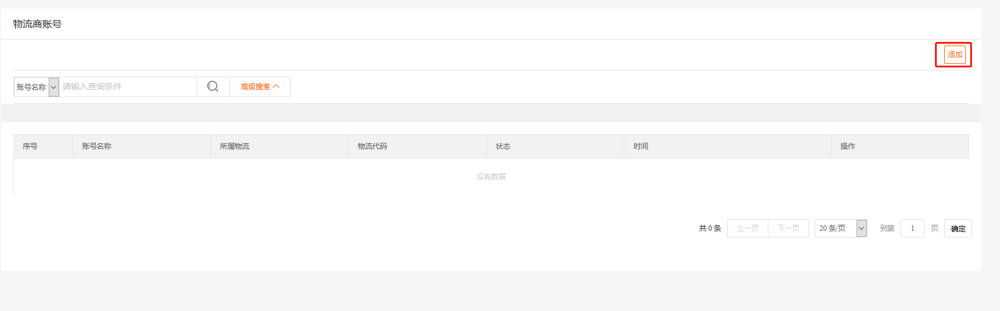 物流商账号
添加
账号名称 请输入查询条件 高级搜索
序号 账号名称 所属物流 物流代码 状态 时间 操作
没有数据
共 0 条 上一页 下一页 20 条/页 到第 1 页 确定